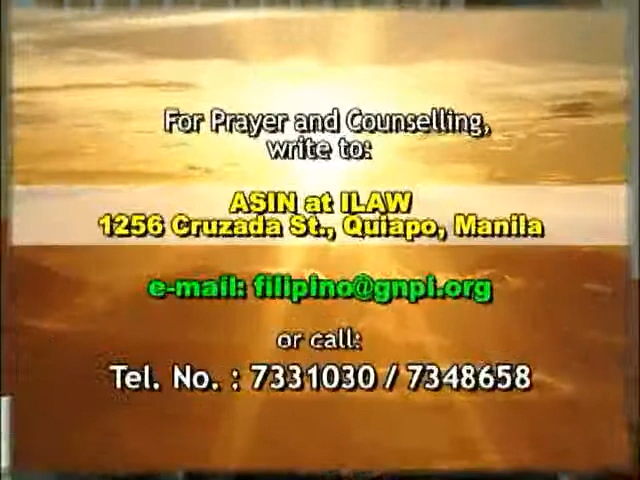 For Prayer and Counselling,
write to:
ASIN at ILAW
1256 Cruzada St., Quiapo, Manila
e-mail: filipino@gnpi.org
or call:
Tel. No. : 7331030 / 7348658